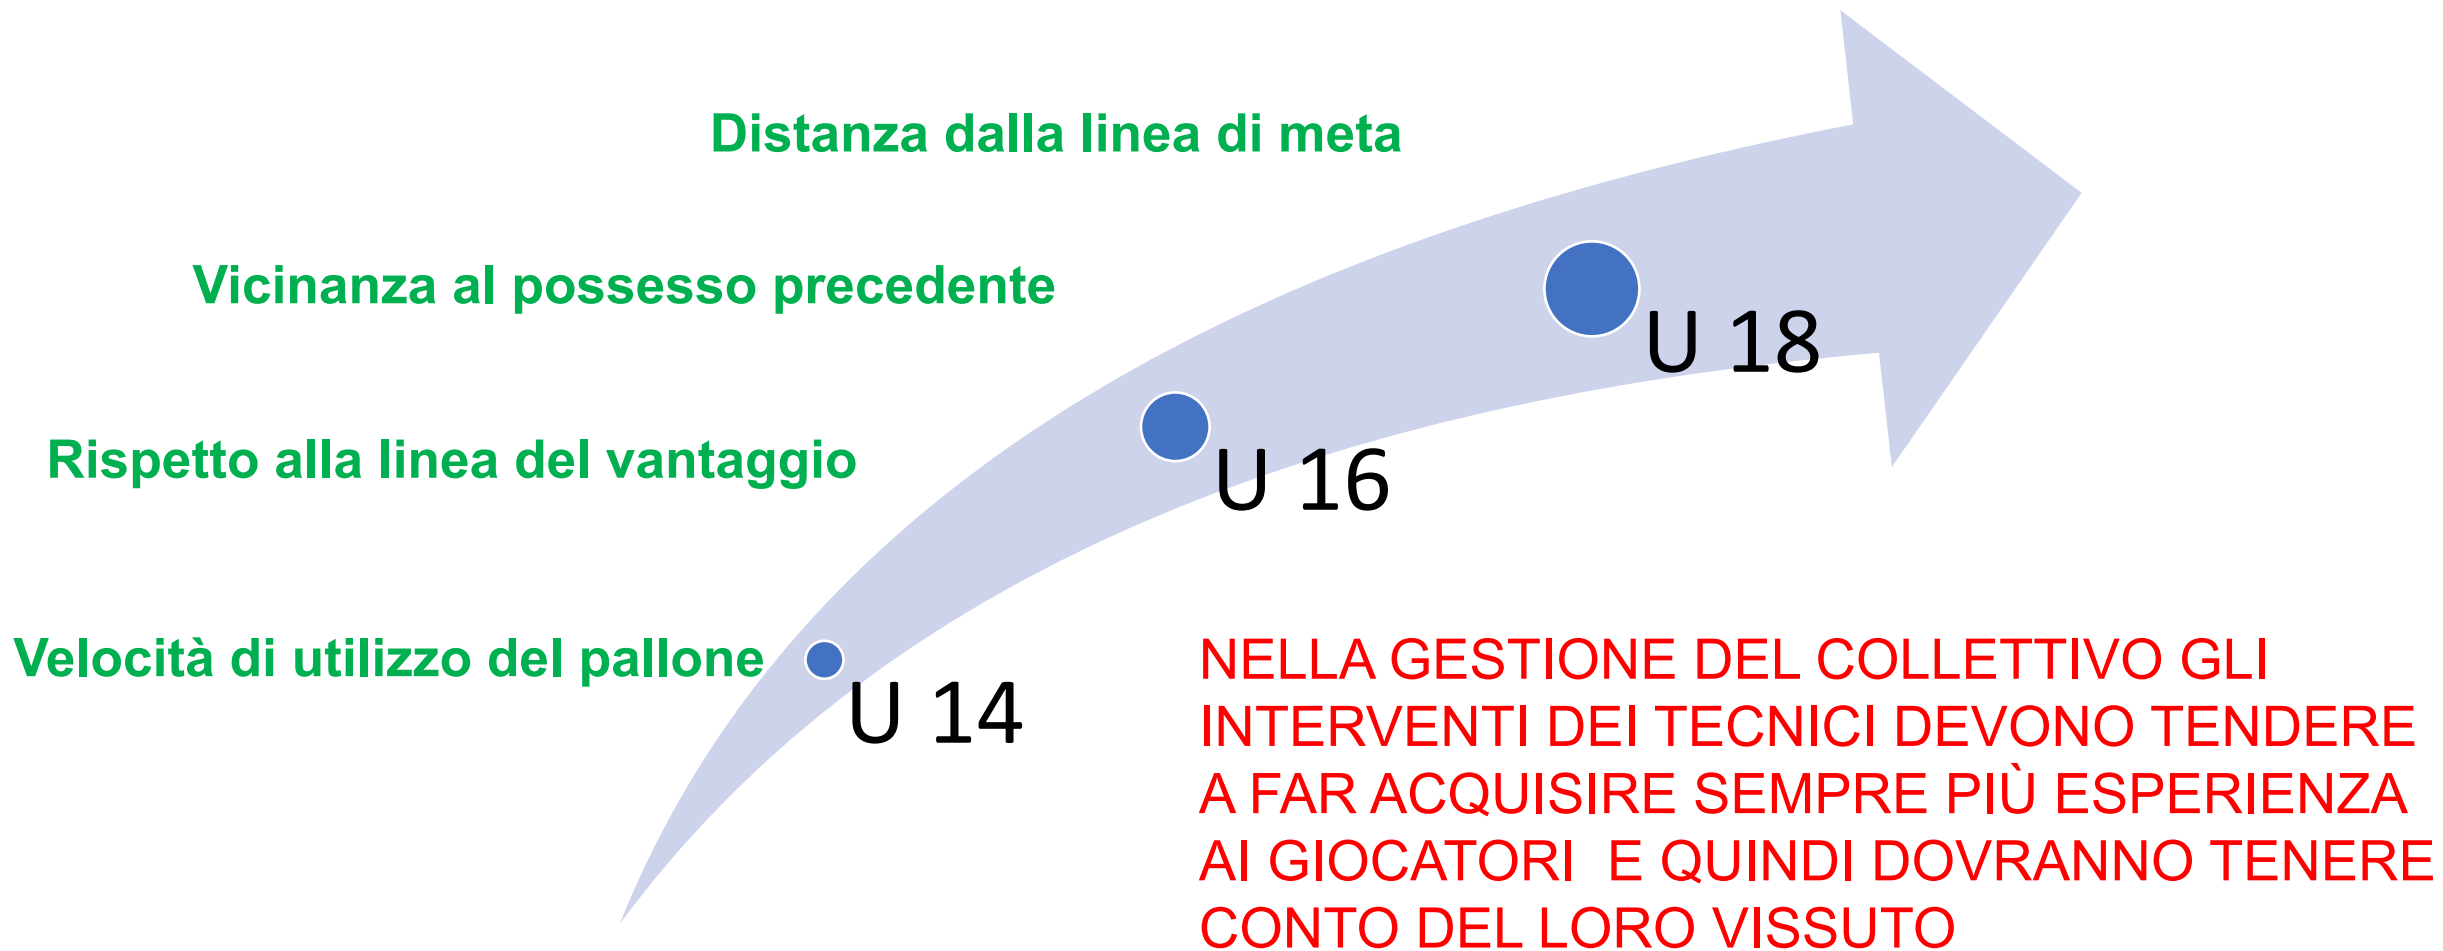 Distanza dalla linea di meta
Vicinanza al possesso precedente
U 18
Rispetto alla linea del vantaggio
U 16
Velocità di utilizzo del pallone
U 14
NELLA GESTIONE DEL COLLETTIVO GLI
INTERVENTI DEI TECNICI DEVONO TENDERE
A FAR ACQUISIRE SEMPRE PIÙ ESPERIENZA
AI GIOCATORI  E QUINDI DOVRANNO TENERE
CONTO DEL LORO VISSUTO